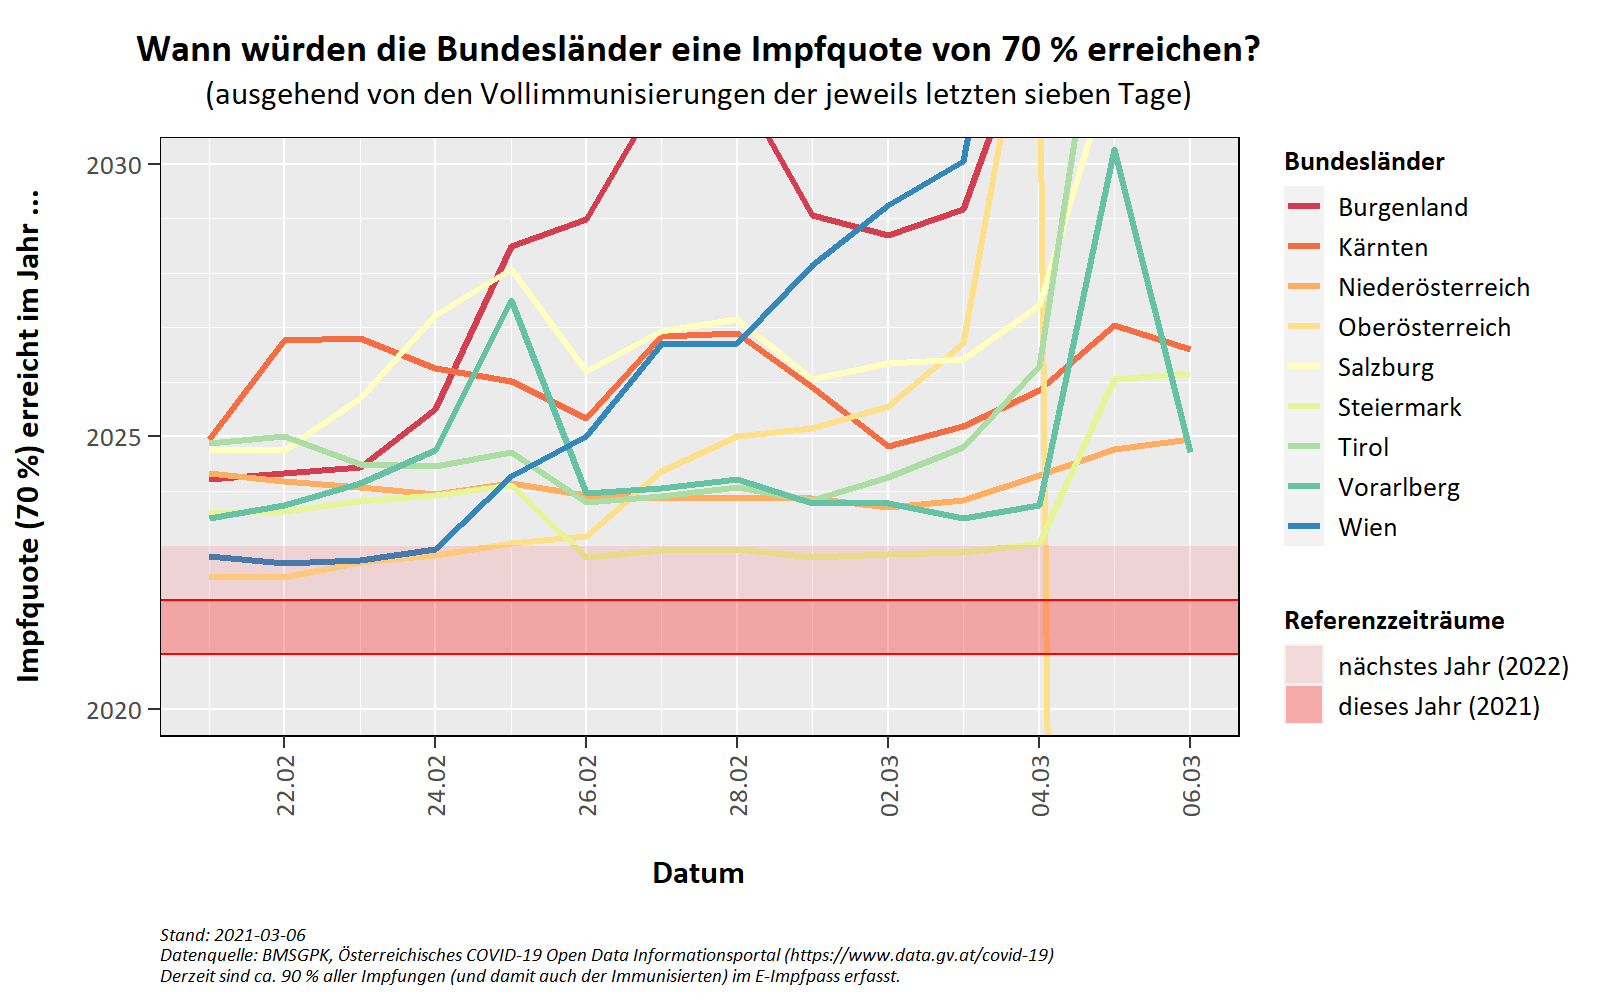 Wann würden die Bundesländer eine Impfquote von 70 % erreichen?
(ausgehend von den Vollimmunisierungen der jeweils letzten sieben Tage)
Impfquote (70 %) erreicht im Jahr ...
2030
2025
2020
22.02
24.02
26.02
28.02
02.03
04.03
06.03
Datum
Bundesländer
Burgenland
Kärnten
Niederösterreich
Oberösterreich
Salzburg
Steiermark
Tirol
Vorarlberg
Wien
Referenzzeiträume
nächstes Jahr (2022)
dieses Jahr (2021)
Stand: 2021-03-06
Datenquelle: BMSGPK, Österreichisches COVID-19 Open Data Informationsportal (https://www.data.gv.at/covid-19)
Derzeit sind ca. 90 % aller Impfungen (und damit auch der Immunisierten) im E-Impfpass erfasst.